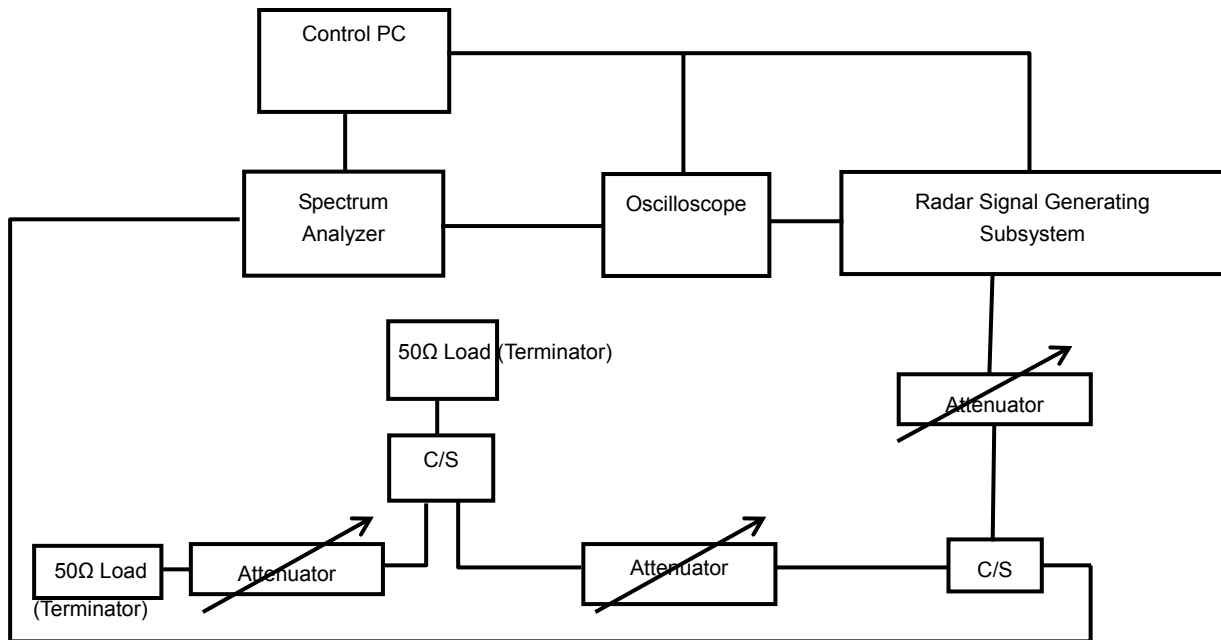 Control PC
Spectrum
Analyzer
Oscilloscope
Radar Signal Generating
Subsystem
50Ω Load (Terminator)
Attenuator
C/S
50Ω Load
(Terminator)
Attenuator
Attenuator
C/S